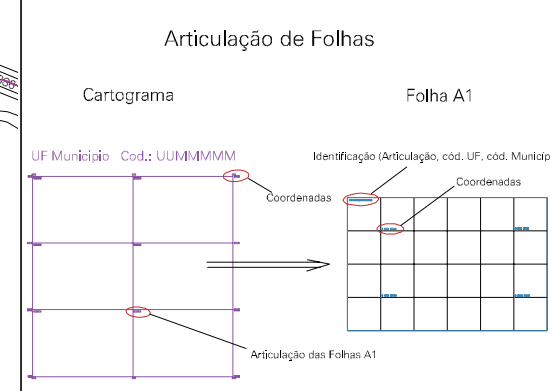 Articulação de Folhas
Cartograma
Folha A1
UF Municipio Cod.: UUMMMMM
Identificação (Articulação, cód. UF, cód. Municíp
Coordenadas
Coordenadas
Articulação das Folhas A1